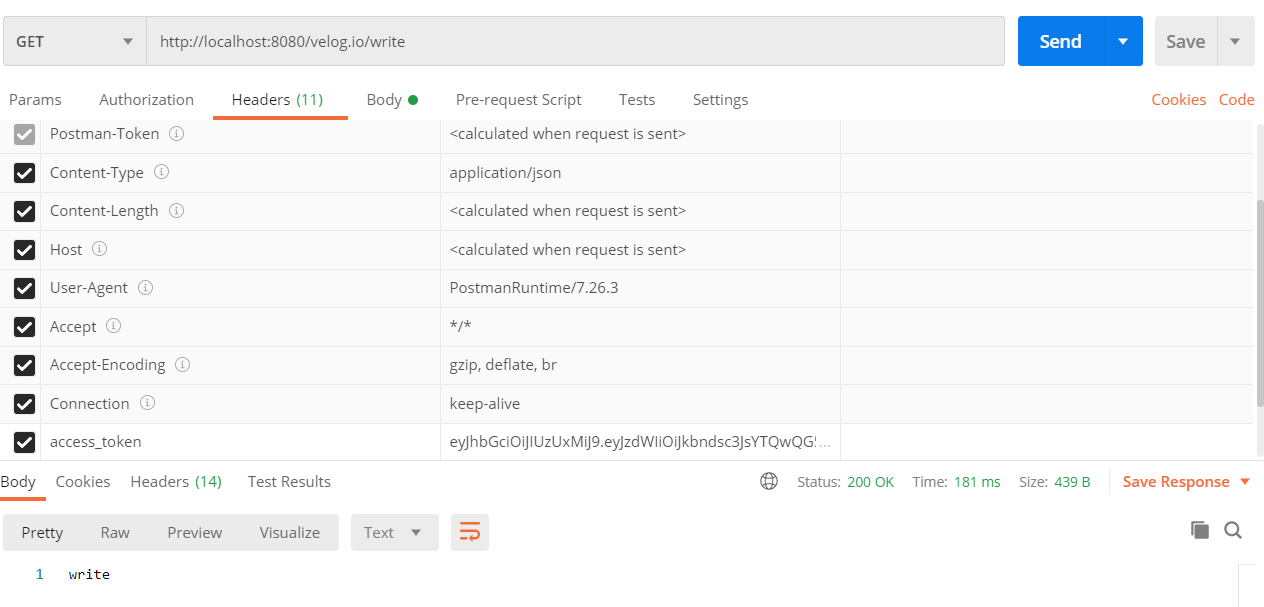 GET http://localhost:8080/velog.io/write Send Save
Params Authorization Headers (11) Body Pre-request Script Tests Settings Cookies Code
Postman-Token <calculated when request is sent>
Content-Type application/json
Content-Length <calculated when request is sent>
Host <calculated when request is sent>
User-Agent PostmanRuntime/7.26.3
Accept */*
Accept-Encoding gzip, deflate, br
Connection keep-alive
access_token
Body Cookies Headers (14) Test Results Status: 200 OK Time: 181 ms Size: 439 B Save Response
Pretty Raw Preview Visualize Text
1 write